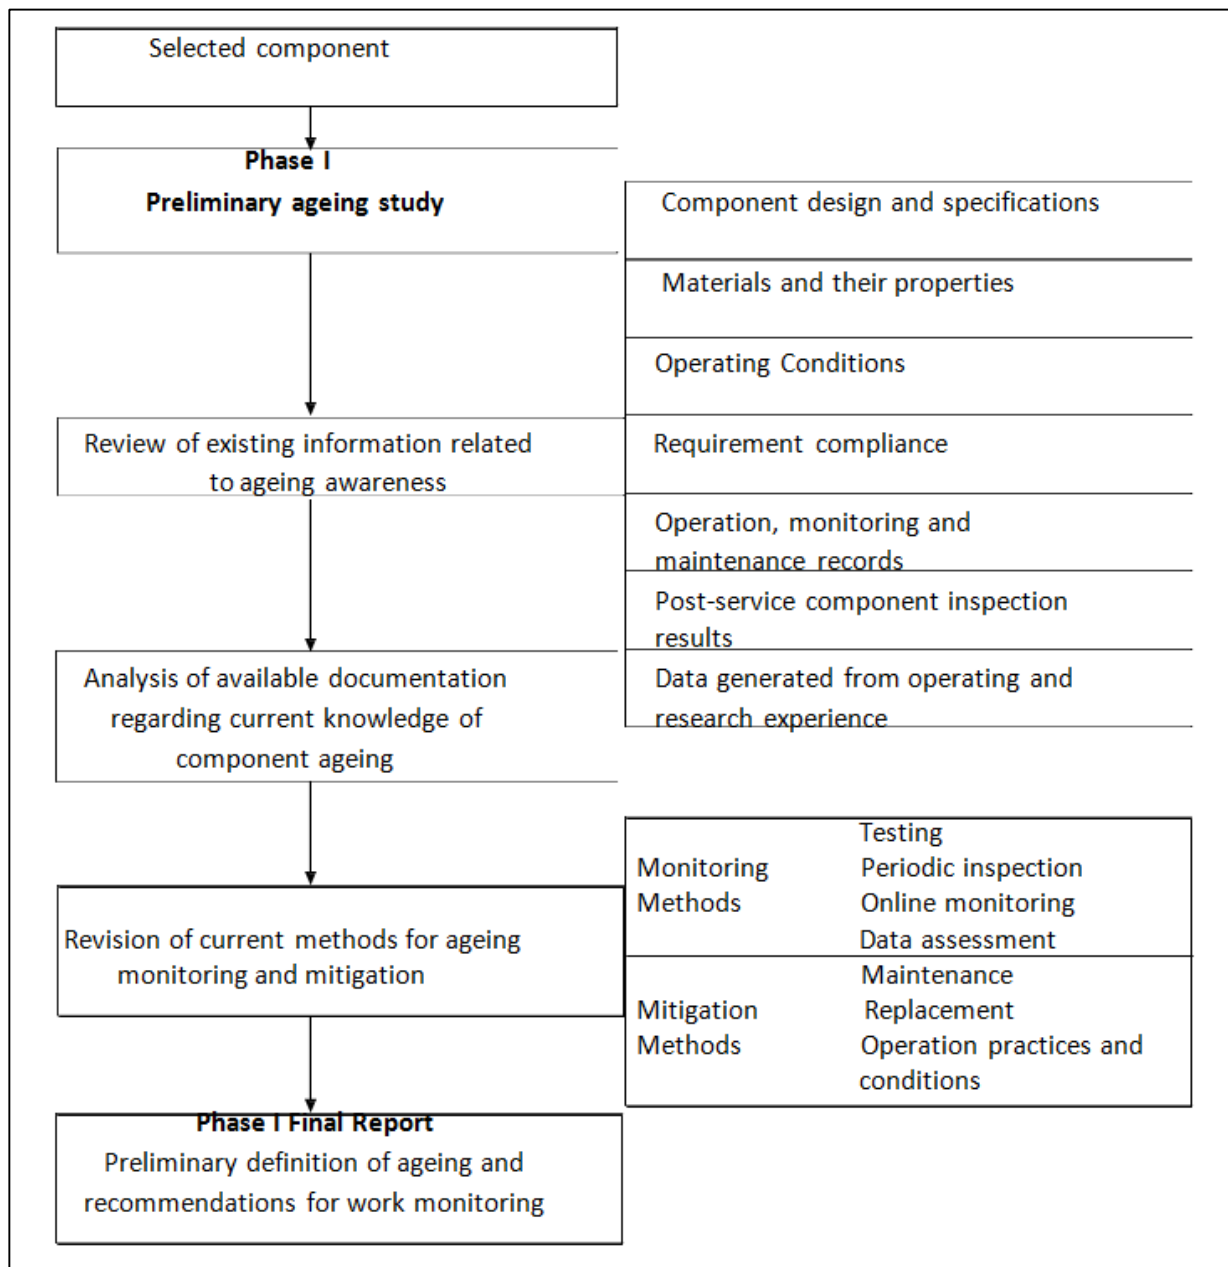 Selected component
Phase I
Preliminary ageing study
Component design and specifications
Materials and their properties
Operating Conditions
Review of existing information related
to ageing awareness
Requirement compliance
Operation, monitoring and
maintenance records
Post-service component inspection
results
Analysis of available documentation
regarding current knowledge of
component ageing
Data generated from operating and
research experience
Revision of current methods for ageing
monitoring and mitigation
Monitoring
Methods
Testing
Periodic inspection
Online monitoring
Data assessment
Mitigation
Methods
Maintenance
Replacement
Operation practices and
conditions
Phase I Final Report
Preliminary definition of ageing and
recommendations for work monitoring